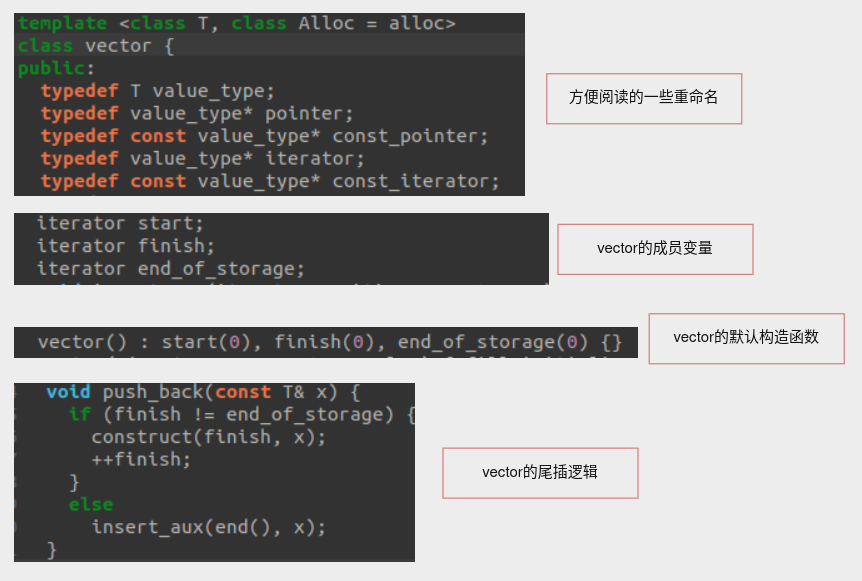 template <class T, class Alloc = alloc>
class vector {
public:
typedef T value_type;
typedef value_type* pointer;
typedef const value_type* const_pointer;
typedef value_type* iterator;
typedef const value_type* const_iterator;
方便阅读的一些重命名
iterator start;
iterator finish;
iterator end_of_storage;
vector的成员变量
vector() : start(0), finish(0), end_of_storage(0) {}
vector的默认构造函数
void push_back(const T& x) {
if (finish != end_of_storage) {
construct(finish, x);
++finish;
}
else
insert_aux(end(), x);
}
vector的尾插逻辑